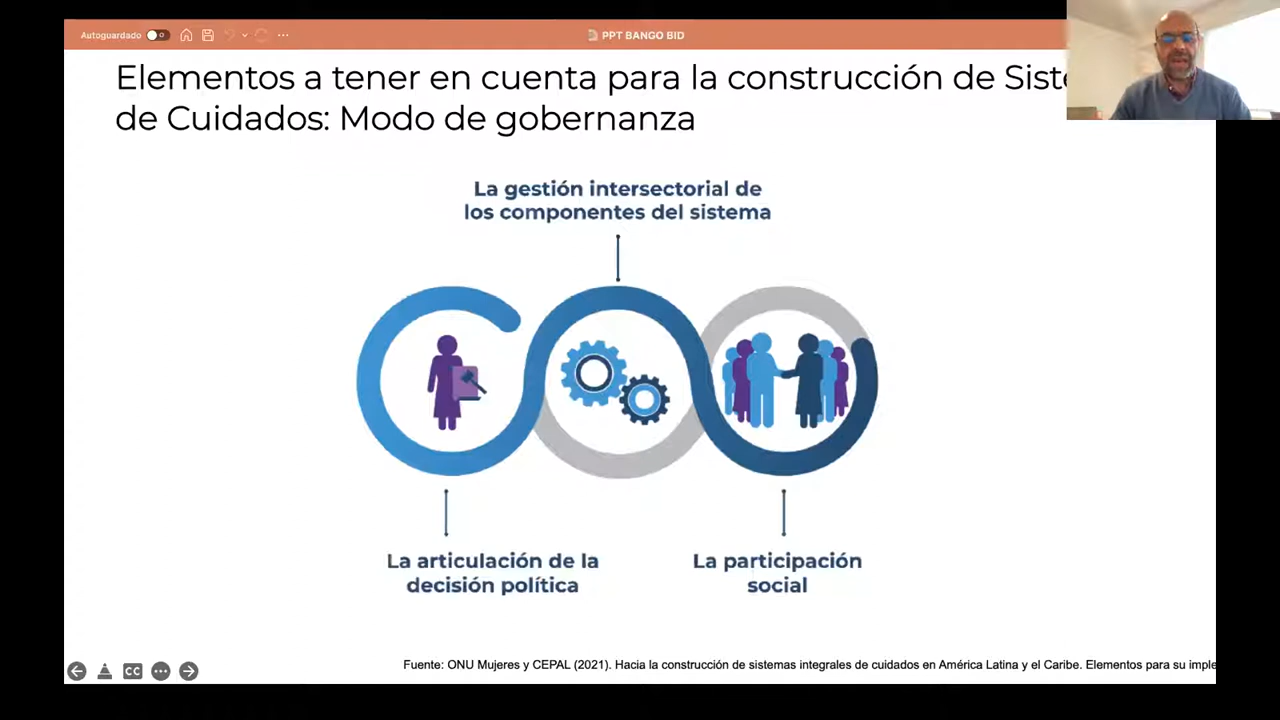 Autoguardado
PPT BANGO BID
Elementos a tener en cuenta para la construcción de
de Cuidados: Modo de gobernanza
La gestión intersectorial de
los componentes del sistema
La articulación de la
decisión política
La participación
social
CC
Fuente: ONU Mujeres y CEPAL (2021). Hacia la construcción de sistemas integrales de cuidados en América Latina y el Caribe. Elementos para su